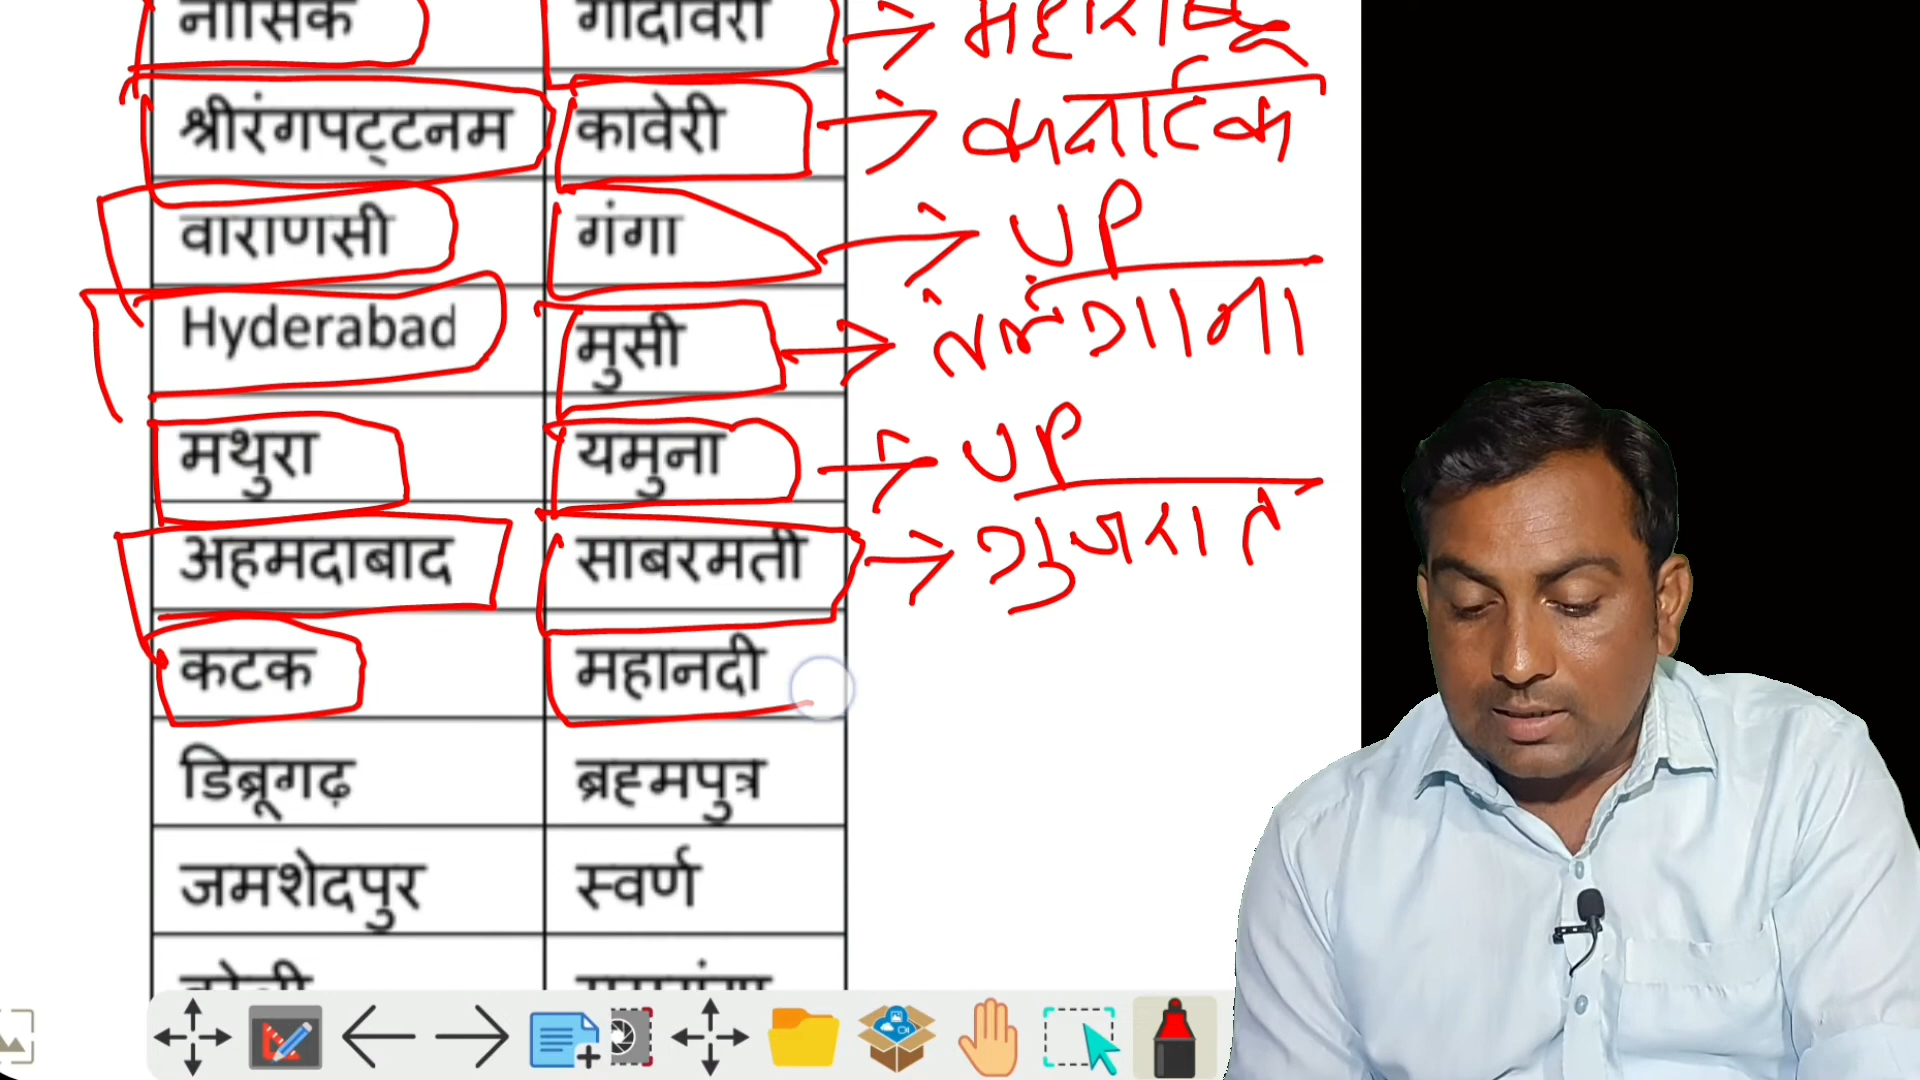 नासिक गोदावरी महाराष्ट्र
श्रीरंगपट्टनम कावेरी कर्नाटक
वाराणसी गंगा UP
Hyderabad मुसी तेलंगाना
मथुरा यमुना UP
अहमदाबाद साबरमती गुजरात
कटक महानदी
डिब्रूगढ़ ब्रह्मपुत्र
जमशेदपुर स्वर्ण